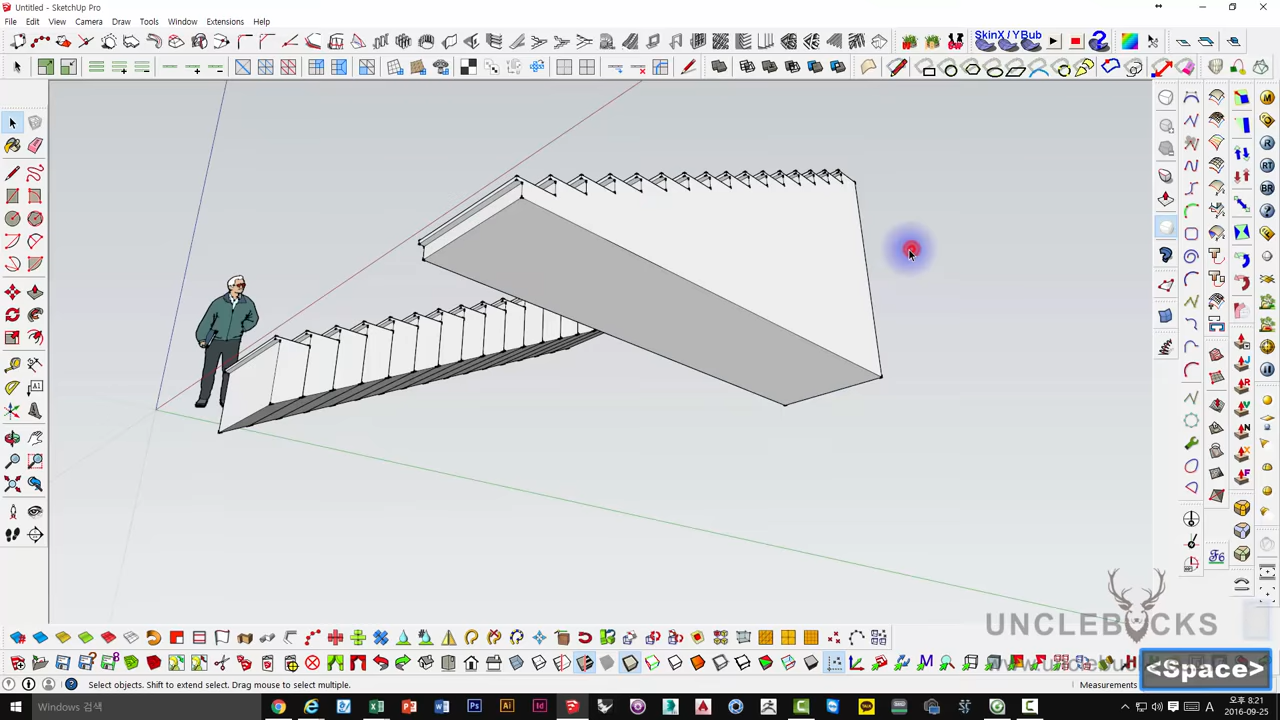 Untitled - SketchUp Pro
File Edit View Camera Draw Tools Window Extensions Help
SkinX / YBub
UNCLEBOCKS
<Space>
Select objects. Shift to extend select. Drag mouse to select multiple.
Measurements
Windows 검색
오후 8:21
2016-09-25